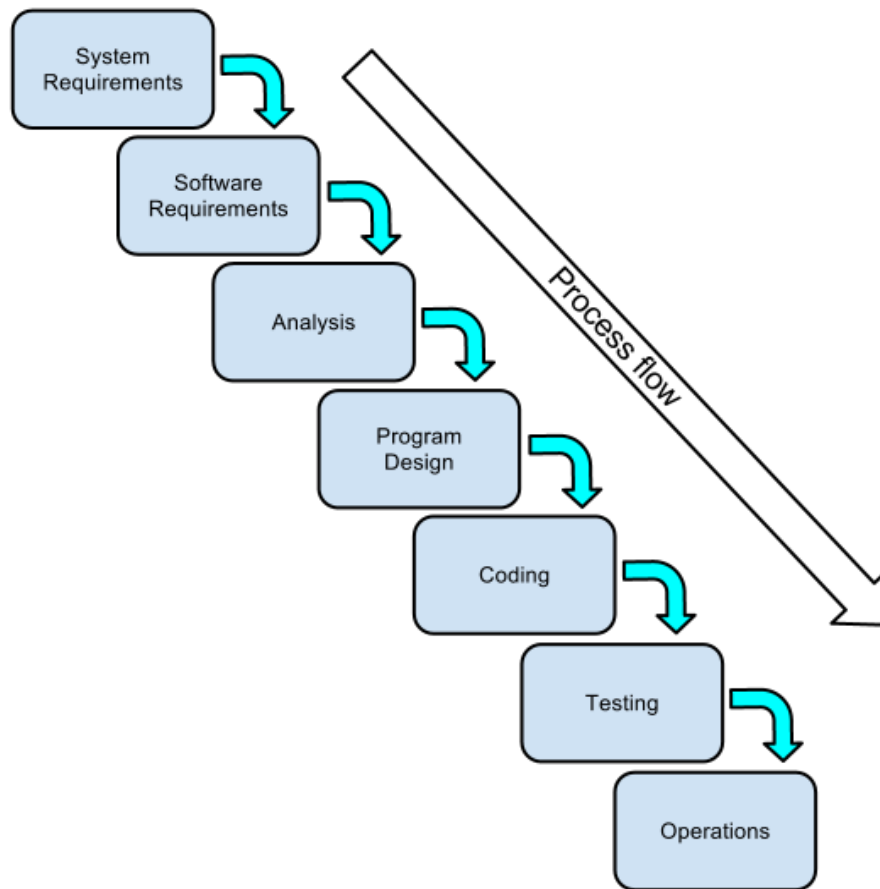 System
Requirements
Software
Requirements
Analysis
Program
Design
Coding
Testing
Operations
Process flow